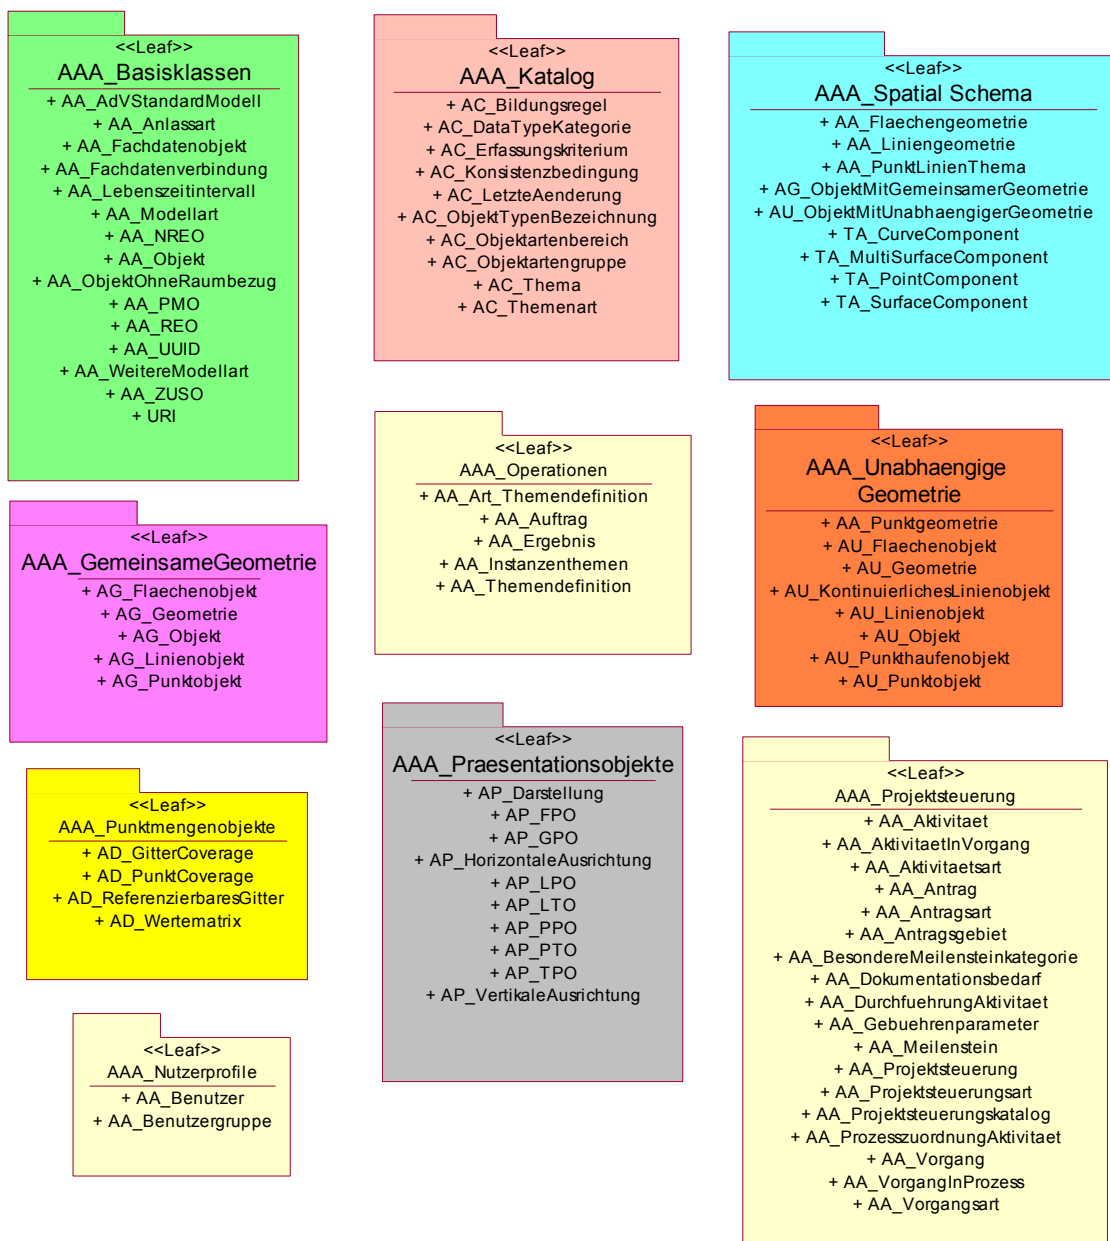 <<Leaf>>
AAA_Basisklassen
+ AA_AdVStandardModell
+ AA_Anlassart
+ AA_Fachdatenobjekt
+ AA_Fachdatenverbindung
+ AA_Lebenszeitintervall
+ AA_Modellart
+ AA_NREO
+ AA_Objekt
+ AA_ObjektOhneRaumbezug
+ AA_PMO
+ AA_REO
+ AA_UUID
+ AA_WeitereModellart
+ AA_ZUSO
+ URI
<<Leaf>>
AAA_GemeinsameGeometrie
+ AG_Flaechenobjekt
+ AG_Geometrie
+ AG_Objekt
+ AG_Linienobjekt
+ AG_Punktobjekt
<<Leaf>>
AAA_Punktmengenobjekte
+ AD_GitterCoverage
+ AD_PunktCoverage
+ AD_ReferenzierbaresGitter
+ AD_Wertematrix
<<Leaf>>
AAA_Nutzerprofile
+ AA_Benutzer
+ AA_Benutzergruppe
<<Leaf>>
AAA_Katalog
+ AC_Bildungsregel
+ AC_DataTypeKategorie
+ AC_Erfassungskriterium
+ AC_Konsistenzbedingung
+ AC_LetzteAenderung
+ AC_ObjektTypenBezeichnung
+ AC_Objektartenbereich
+ AC_Objektartengruppe
+ AC_Thema
+ AC_Themenart
<<Leaf>>
AAA_Operationen
+ AA_Art_Themendefinition
+ AA_Auftrag
+ AA_Ergebnis
+ AA_Instanzenthemen
+ AA_Themendefinition
<<Leaf>>
AAA_Praesentationsobjekte
+ AP_Darstellung
+ AP_FPO
+ AP_GPO
+ AP_HorizontaleAusrichtung
+ AP_LPO
+ AP_LTO
+ AP_PPO
+ AP_PTO
+ AP_TPO
+ AP_VertikaleAusrichtung
<<Leaf>>
AAA_Spatial Schema
+ AA_Flaechengeometrie
+ AA_Liniengeometrie
+ AA_PunktLinienThema
+ AG_ObjektMitGemeinsamerGeometrie
+ AU_ObjektMitUnabhaengigerGeometrie
+ TA_CurveComponent
+ TA_MultiSurfaceComponent
+ TA_PointComponent
+ TA_SurfaceComponent
<<Leaf>>
AAA_Unabhaengige
Geometrie
+ AA_Punktgeometrie
+ AU_Flaechenobjekt
+ AU_Geometrie
+ AU_KontinuierlichesLinienobjekt
+ AU_Linienobjekt
+ AU_Objekt
+ AU_Punkthaufenobjekt
+ AU_Punktobjekt
<<Leaf>>
AAA_Projektsteuerung
+ AA_Aktivitaet
+ AA_AktivitaetInVorgang
+ AA_Aktivitaetsart
+ AA_Antrag
+ AA_Antragsart
+ AA_Antragsgebiet
+ AA_BesondereMeilensteinkategorie
+ AA_Dokumentationsbedarf
+ AA_DurchfuehrungAktivitaet
+ AA_Gebuehrenparameter
+ AA_Meilenstein
+ AA_Projektsteuerung
+ AA_Projektsteuerungsart
+ AA_Projektsteuerungskatalog
+ AA_ProzesszuordnungAktivitaet
+ AA_Vorgang
+ AA_VorgangInProzess
+ AA_Vorgangsart